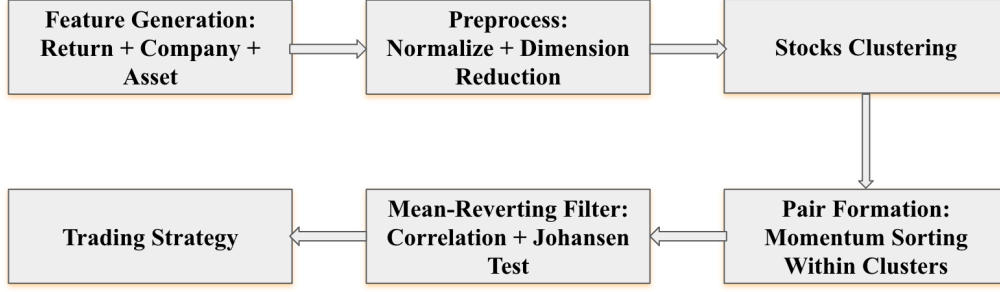 Feature Generation:
Return + Company +
Asset
Preprocess:
Normalize + Dimension
Reduction
Stocks Clustering
Pair Formation:
Momentum Sorting
Within Clusters
Mean-Reverting Filter:
Correlation + Johansen
Test
Trading Strategy